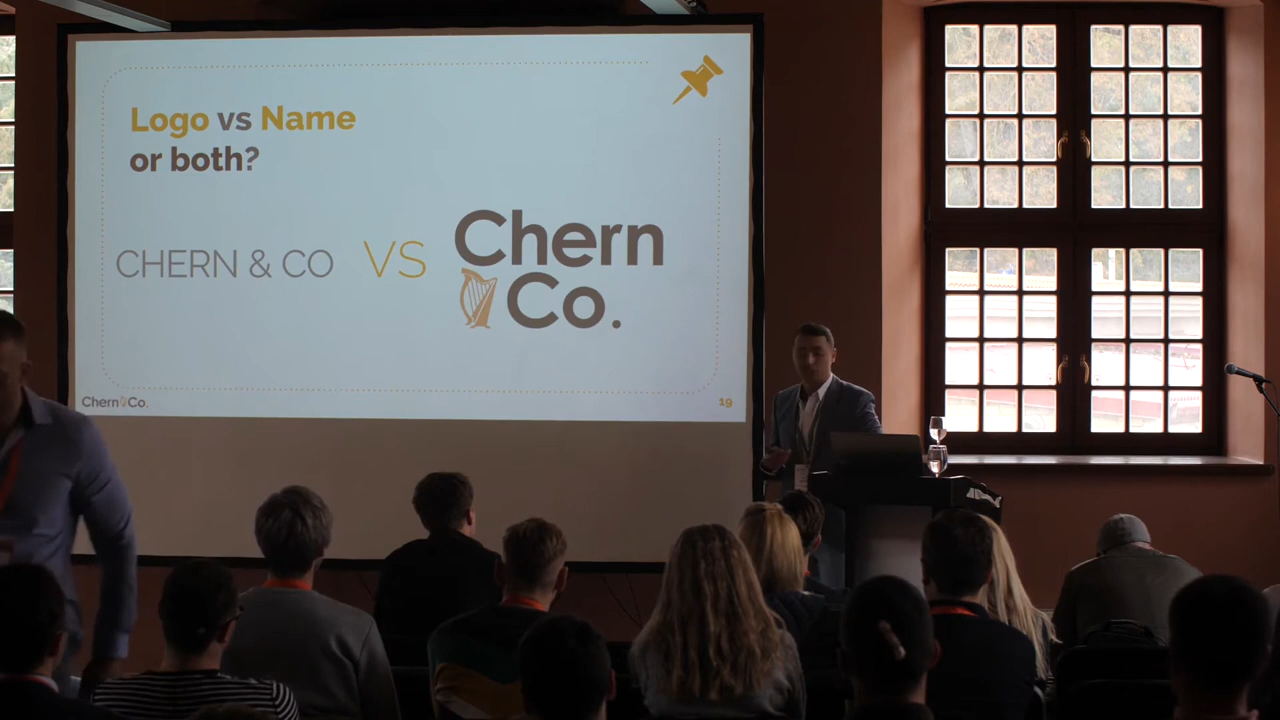 Logo vs Name
or both?
CHERN & CO VS Chern
Co.
Chern Co.
19